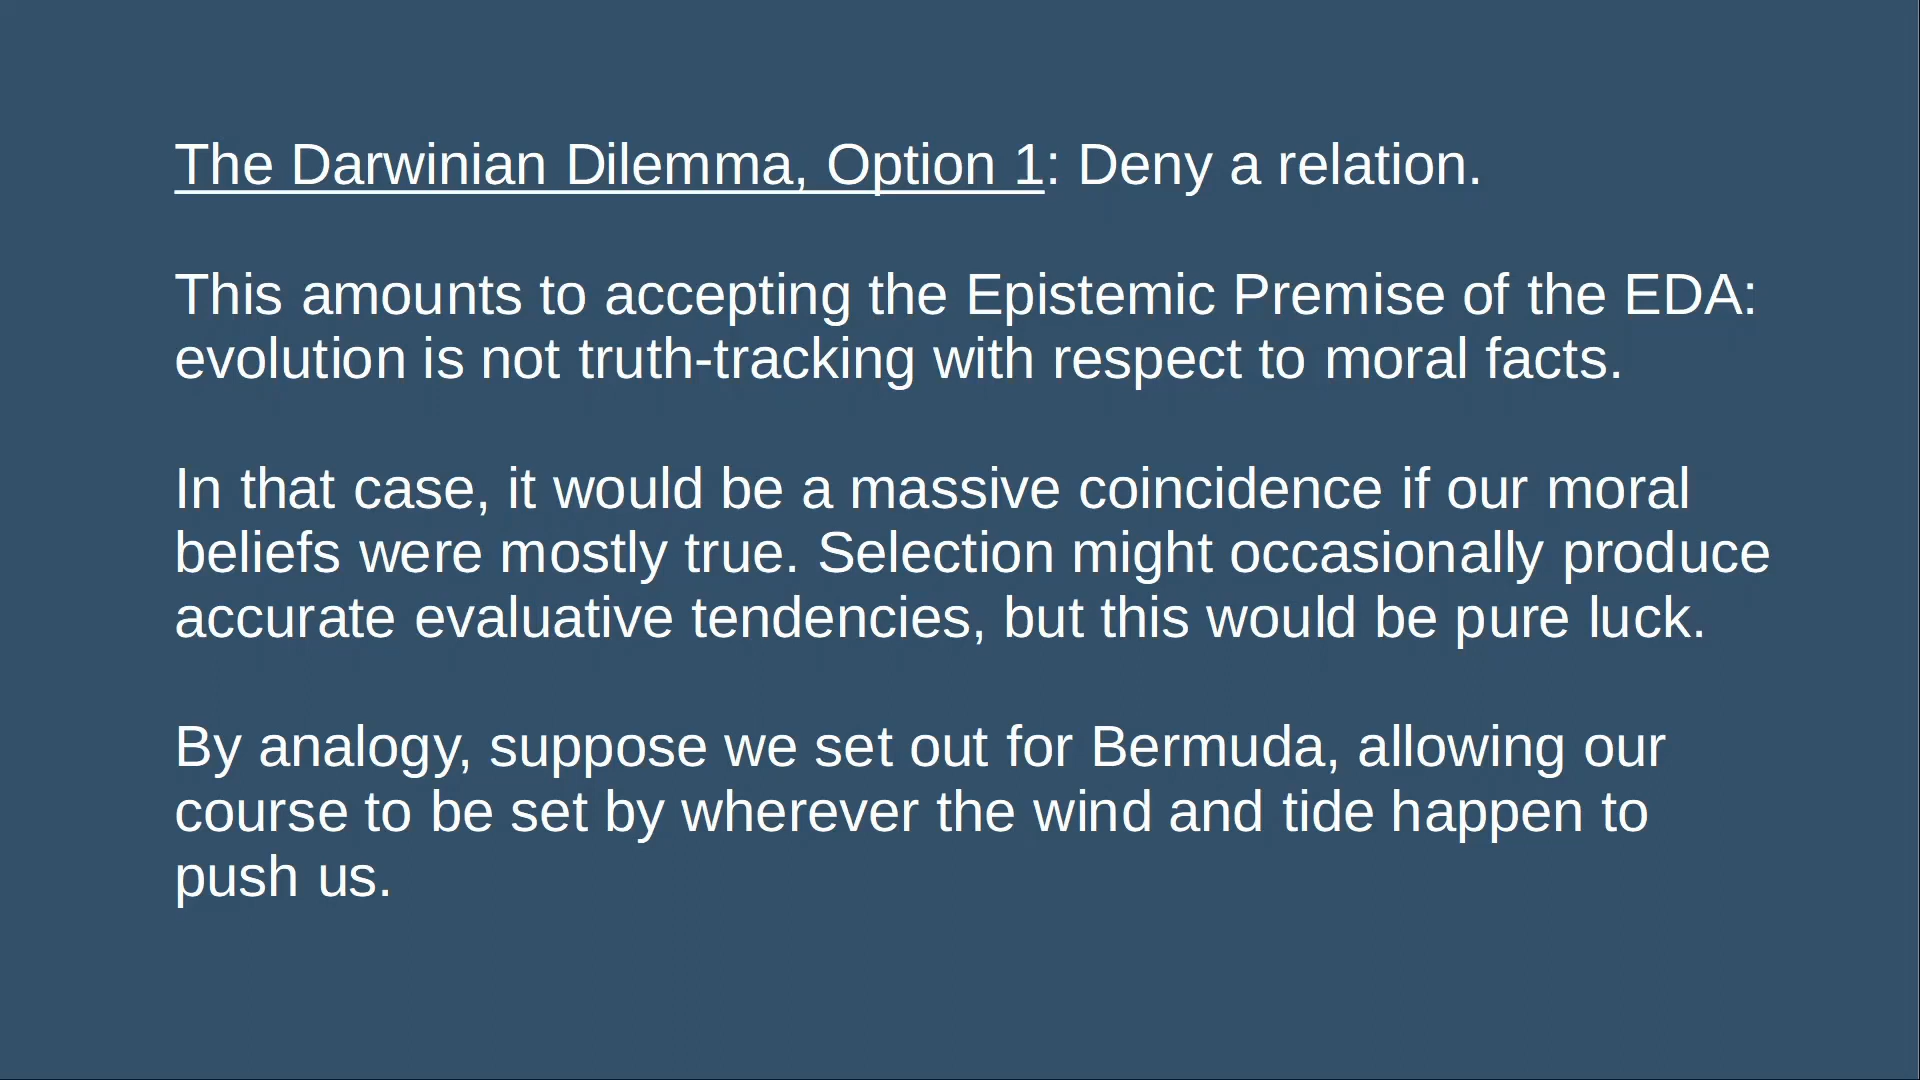 The Darwinian Dilemma, Option 1: Deny a relation.
This amounts to accepting the Epistemic Premise of the EDA:
evolution is not truth-tracking with respect to moral facts.
In that case, it would be a massive coincidence if our moral
beliefs were mostly true. Selection might occasionally produce
accurate evaluative tendencies, but this would be pure luck.
By analogy, suppose we set out for Bermuda, allowing our
course to be set by wherever the wind and tide happen to
push us.